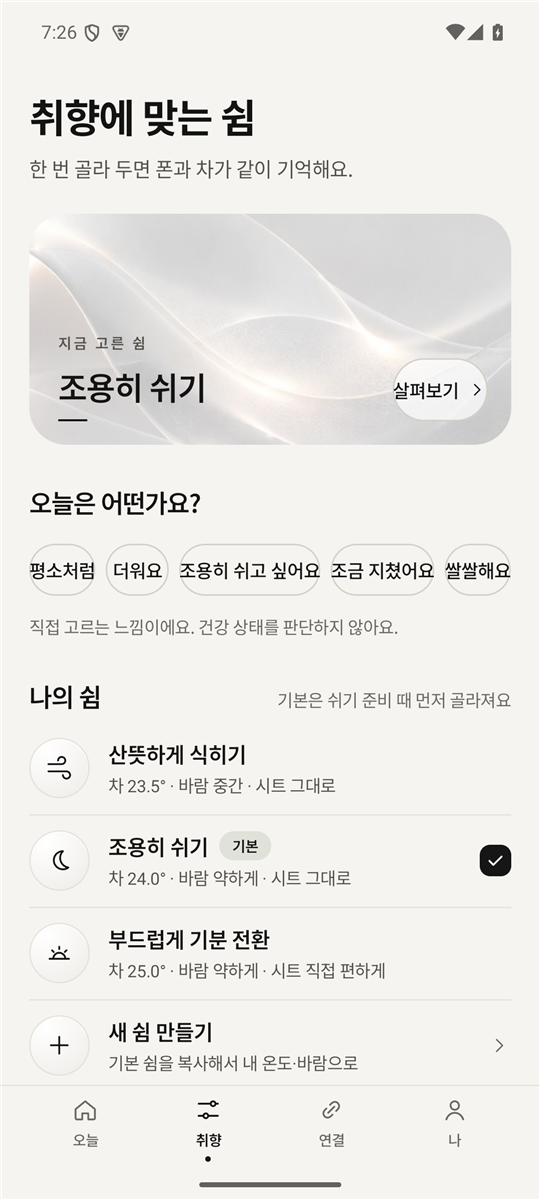 7:26
취향에 맞는 쉼
한 번 골라 두면 폰과 차가 같이 기억해요.
지금 고른 쉼
조용히 쉬기
살펴보기
오늘은 어떤가요?
평소처럼 더워요 조용히 쉬고 싶어요 조금 지쳤어요 쌀쌀해요
직접 고르는 느낌이에요. 건강 상태를 판단하지 않아요.
나의 쉼 기본은 쉬기 준비 때 먼저 골라져요
산뜻하게 식히기
차 23.5° · 바람 중간 · 시트 그대로
조용히 쉬기 기본
차 24.0° · 바람 약하게 · 시트 그대로
부드럽게 기분 전환
차 25.0° · 바람 약하게 · 시트 직접 편하게
새 쉼 만들기
기본 쉼을 복사해서 내 온도·바람으로
오늘 취향 연결 나